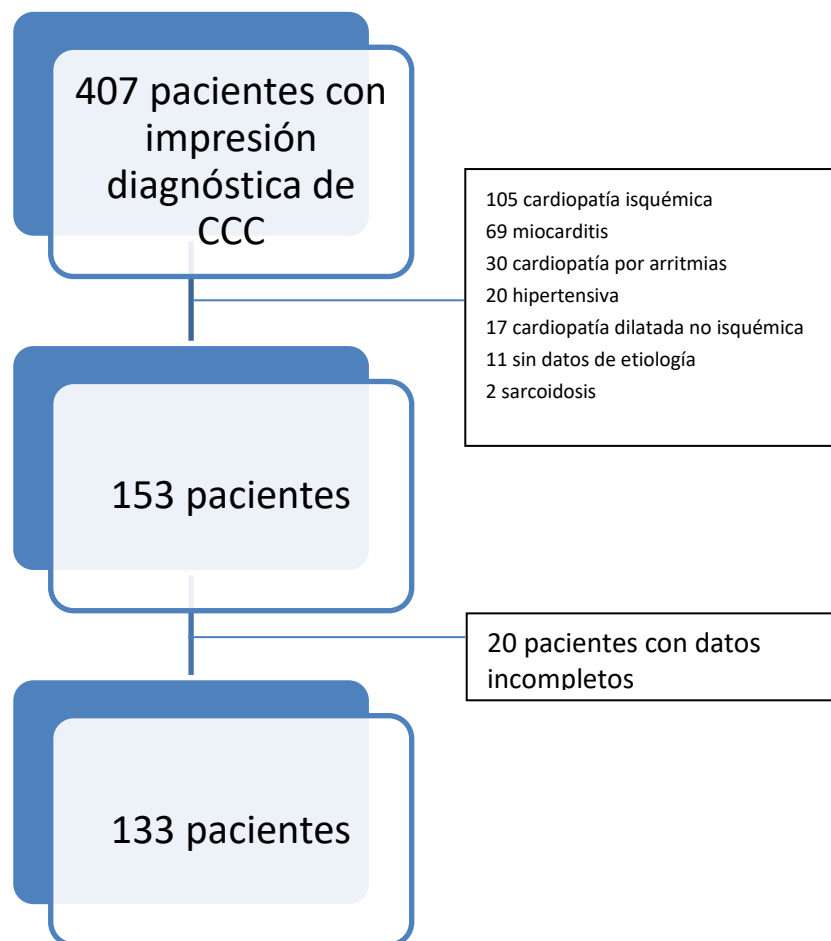 407 pacientes con
impresión
diagnóstica de
CCC
105 cardiopatía isquémica
69 miocarditis
30 cardiopatía por arritmias
20 hipertensiva
17 cardiopatía dilatada no isquémica
11 sin datos de etiología
2 sarcoidosis
153 pacientes
20 pacientes con datos
incompletos
133 pacientes